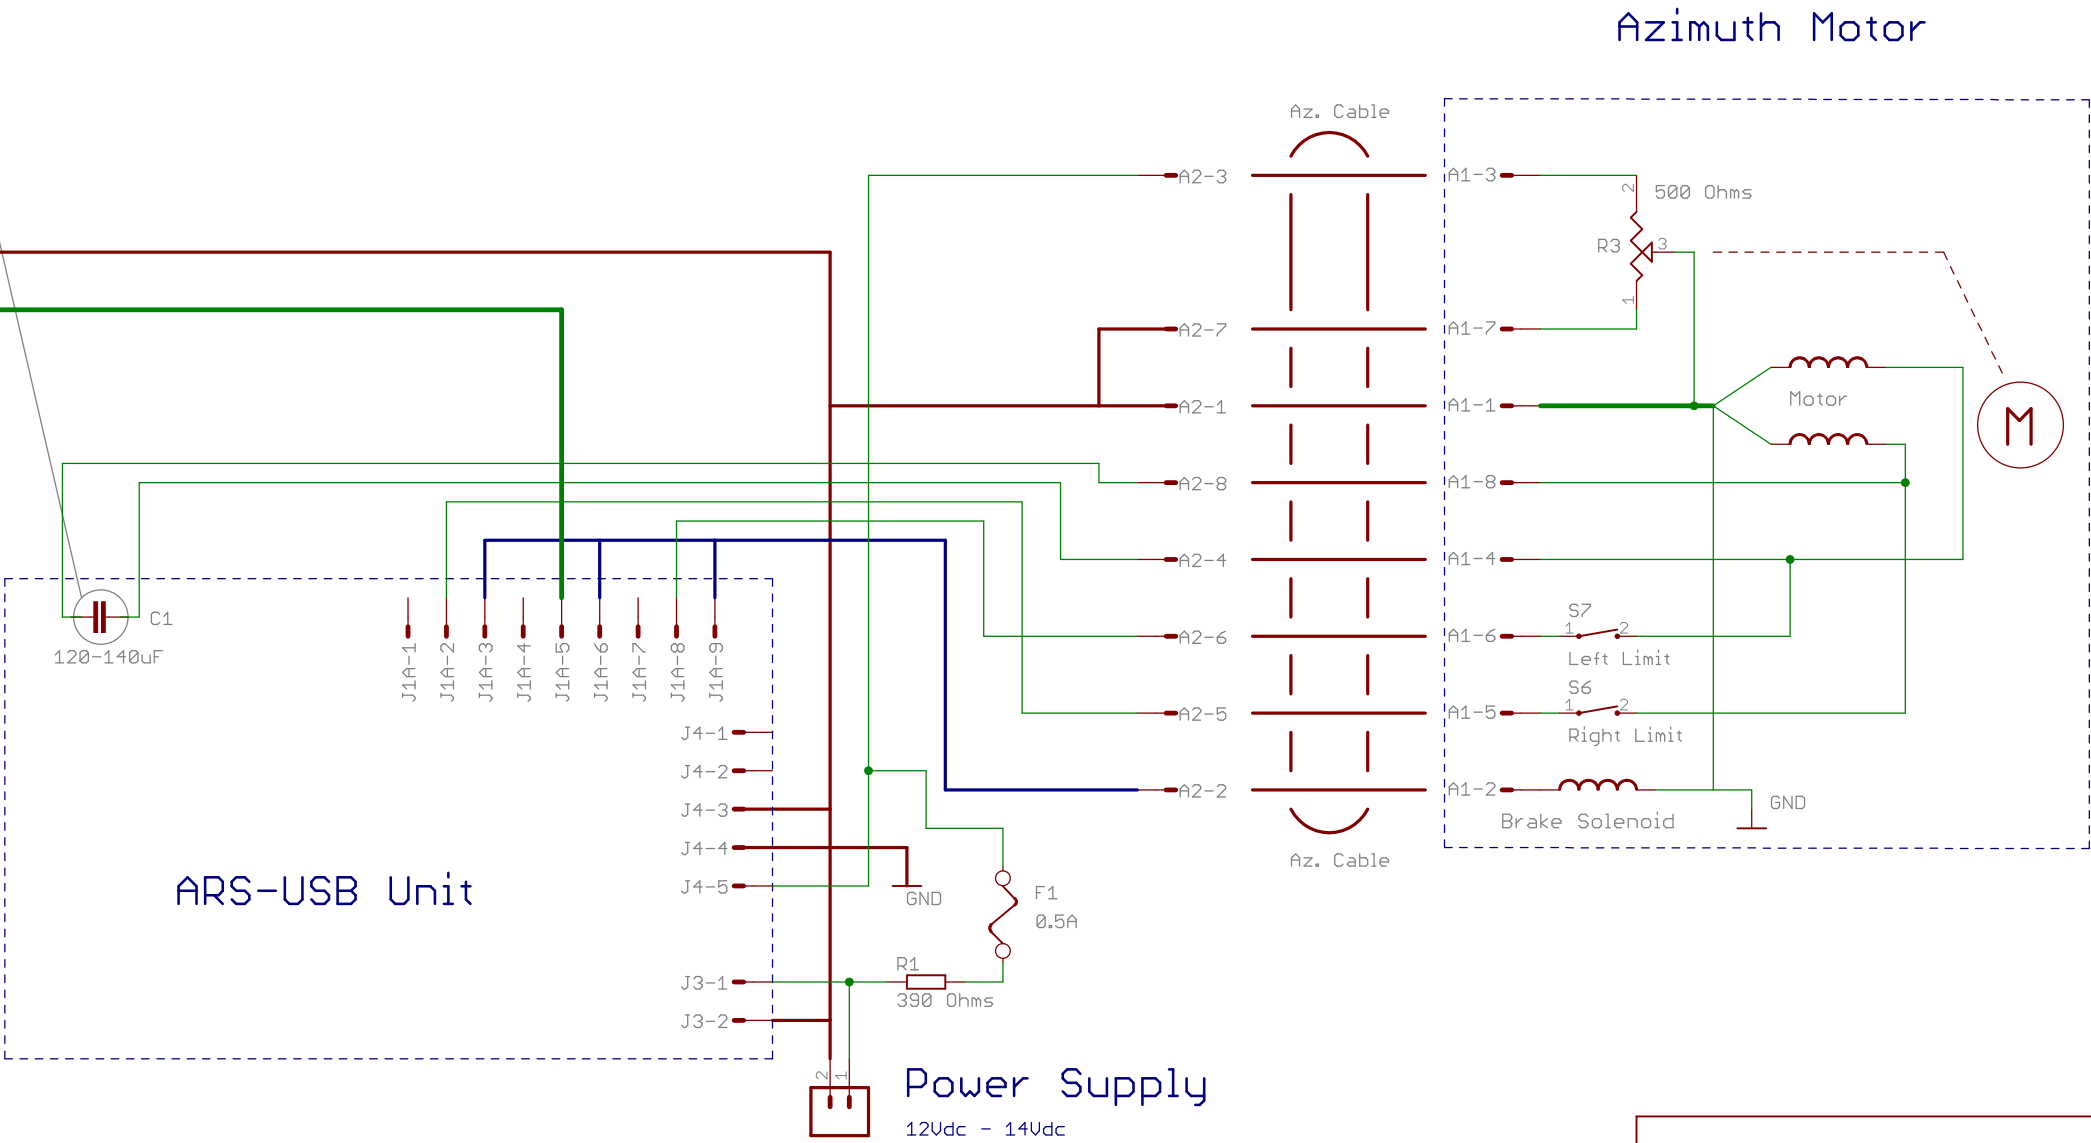 Azimuth Motor
Az. Cable
A2-3
A1-3
2
500 Ohms
R3
3
1
A2-7
A1-7
A2-1
A1-1
Motor
M
A2-8
A1-8
A2-4
A1-4
C1
120-140uF
J1A-1
J1A-2
J1A-3
J1A-4
J1A-5
J1A-6
J1A-7
J1A-8
J1A-9
A2-6
A1-6
S7
1
2
Left Limit
A2-5
A1-5
S6
1
2
Right Limit
A2-2
A1-2
Brake Solenoid
GND
Az. Cable
J4-1
J4-2
J4-3
J4-4
J4-5
GND
ARS-USB Unit
F1
0.5A
J3-1
R1
390 Ohms
J3-2
2
1
Power Supply
12Vdc - 14Vdc